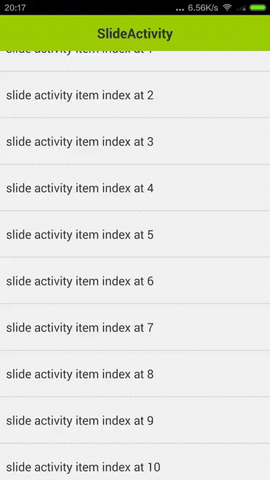 20:17 ... 6.56K/s
SlideActivity
slide activity item index at 1
slide activity item index at 2
slide activity item index at 3
slide activity item index at 4
slide activity item index at 5
slide activity item index at 6
slide activity item index at 7
slide activity item index at 8
slide activity item index at 9
slide activity item index at 10